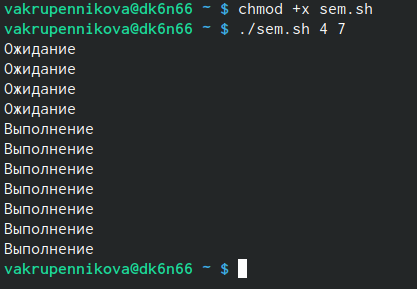 vakrupennikova@dk6n66 ~ $ chmod +x sem.sh
vakrupennikova@dk6n66 ~ $ ./sem.sh 4 7
Ожидание
Ожидание
Ожидание
Ожидание
Выполнение
Выполнение
Выполнение
Выполнение
Выполнение
Выполнение
Выполнение
vakrupennikova@dk6n66 ~ $